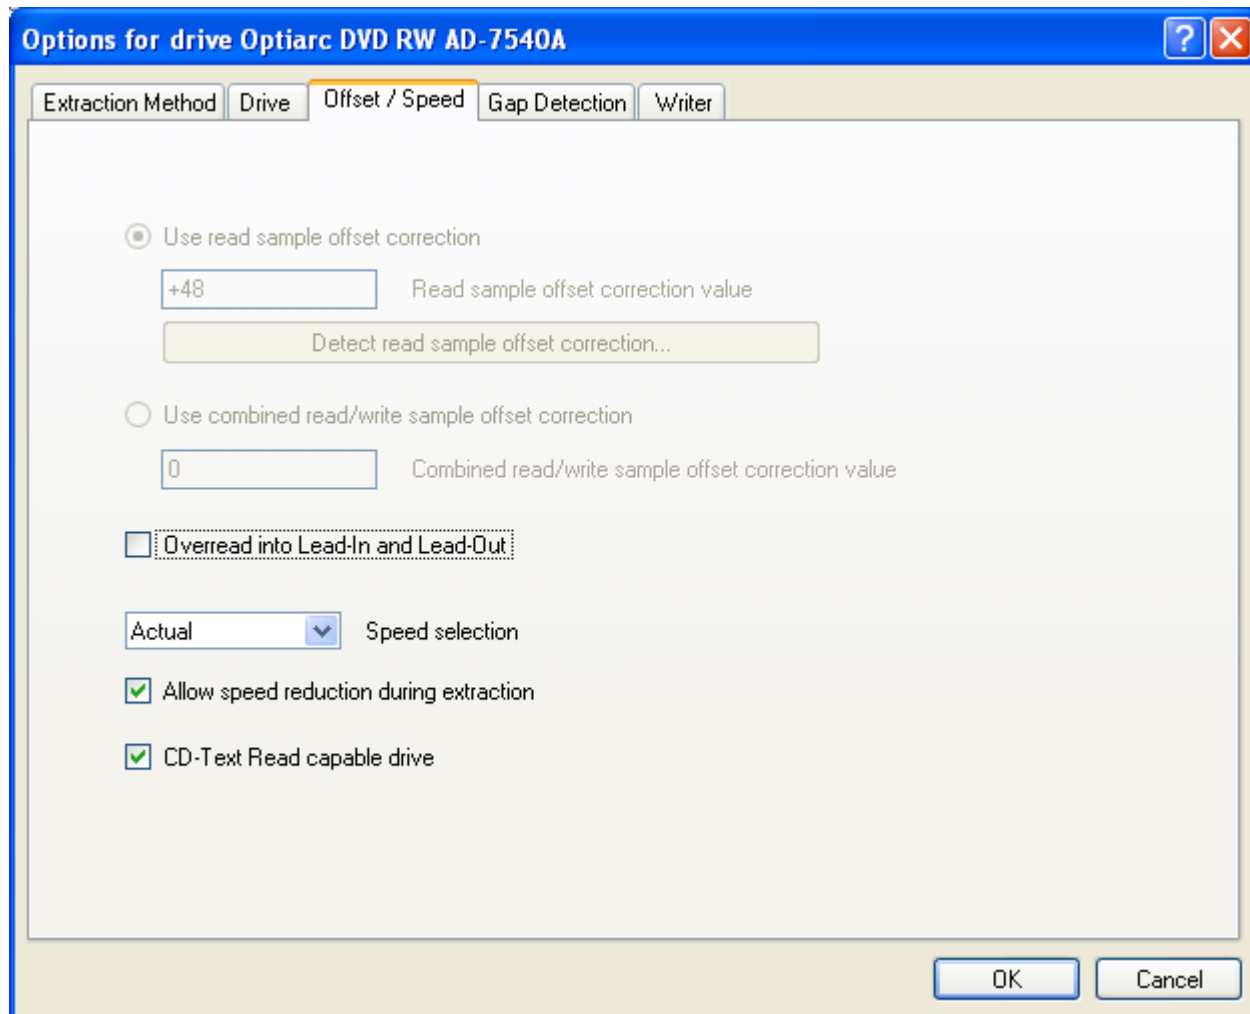 Options for drive Optiarc DVD RW AD-7540A
Extraction Method Drive Offset / Speed Gap Detection Writer
Use read sample offset correction
+48 Read sample offset correction value
Detect read sample offset correction...
Use combined read/write sample offset correction
0 Combined read/write sample offset correction value
Overread into Lead-In and Lead-Out
Actual Speed selection
Allow speed reduction during extraction
CD-Text Read capable drive
OK Cancel